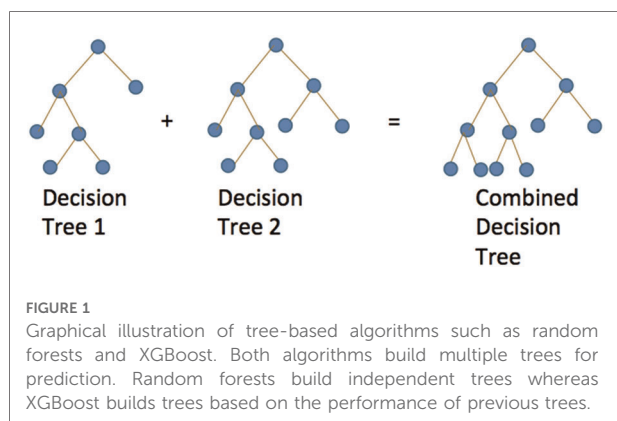 +
=
Decision
Tree 1
Decision
Tree 2
Combined
Decision
Tree
FIGURE 1
Graphical illustration of tree-based algorithms such as random
forests and XGBoost. Both algorithms build multiple trees for
prediction. Random forests build independent trees whereas
XGBoost builds trees based on the performance of previous trees.